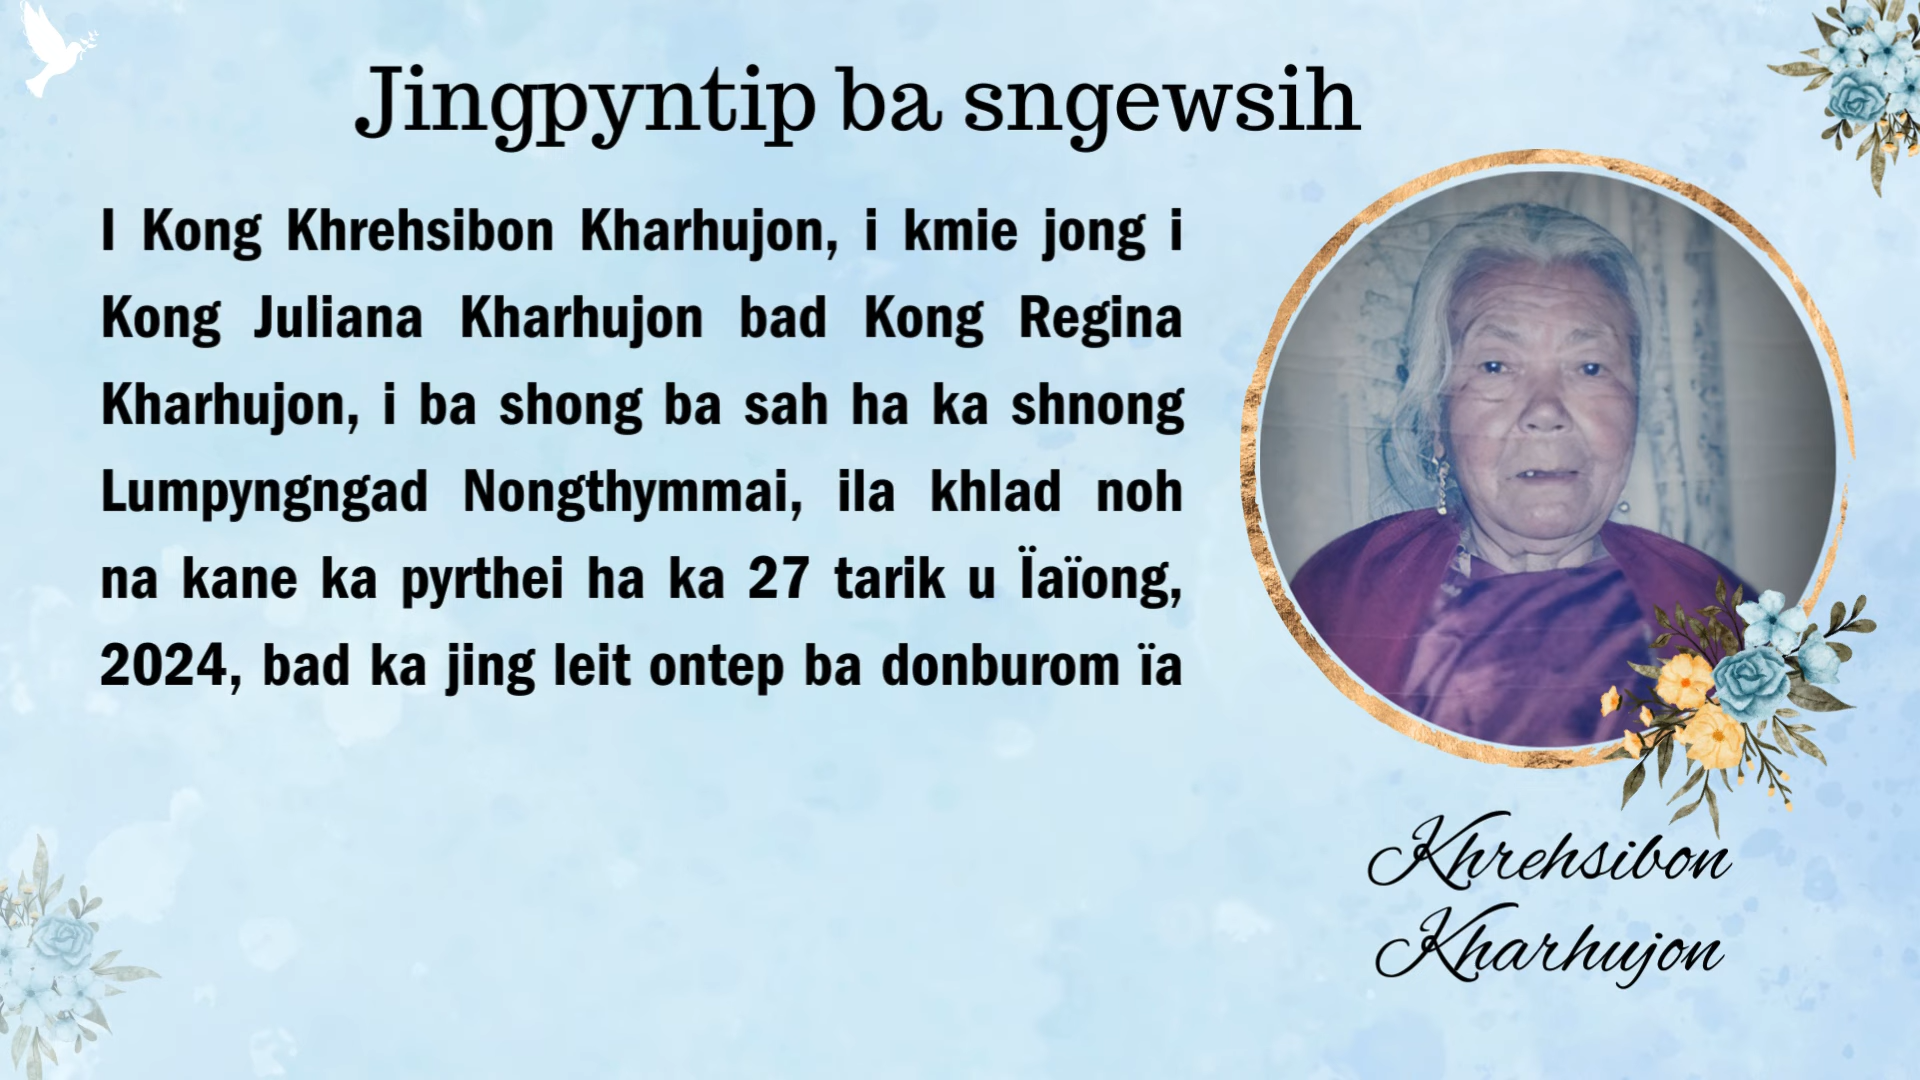 Jingpyntip ba sngewsih
I Kong Khrehsibon Kharhujon, i kmie jong i
Kong Juliana Kharhujon bad Kong Regina
Kharhujon, i ba shong ba sah ha ka shnong
Lumpyngngad Nongthymmai, ila khlad noh
na kane ka pyrthei ha ka 27 tarik u Ïaïong,
2024, bad ka jing leit ontep ba donburom ïa
Khrehsibon
Kharhujon